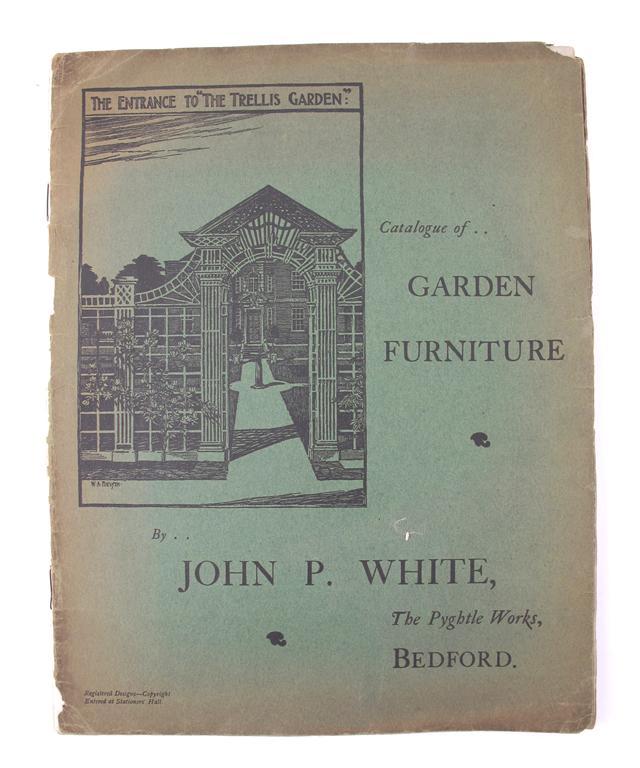 THE ENTRANCE TO "THE TRELLIS GARDEN":
Catalogue of . .
GARDEN
FURNITURE
By . .
JOHN P. WHITE,
The Pyghtle Works,
BEDFORD.
Registered Designs—Copyright
Entered at Stationers' Hall